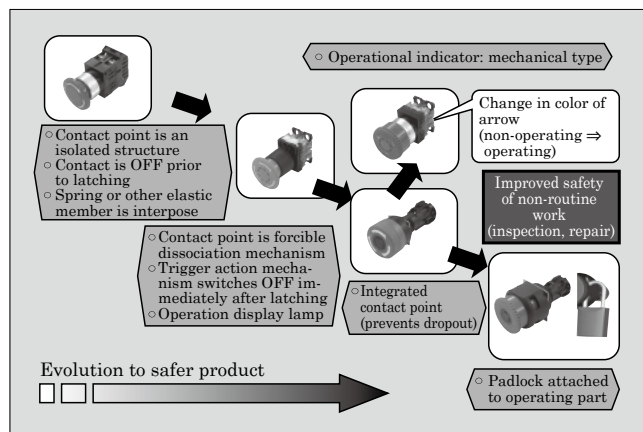 ○ Operational indicator: mechanical type
Change in color of
arrow
(non-operating ⇒
operating)
○ Contact point is an
isolated structure
○ Contact is OFF prior
to latching
○ Spring or other elastic
member is interpose
Improved safety
of non-routine
work
(inspection, repair)
○ Contact point is forcible
dissociation mechanism
○ Trigger action mecha-
nism switches OFF im-
mediately after latching
○ Operation display lamp
○ Integrated
contact point
(prevents dropout)
Evolution to safer product
○ Padlock attached
to operating part